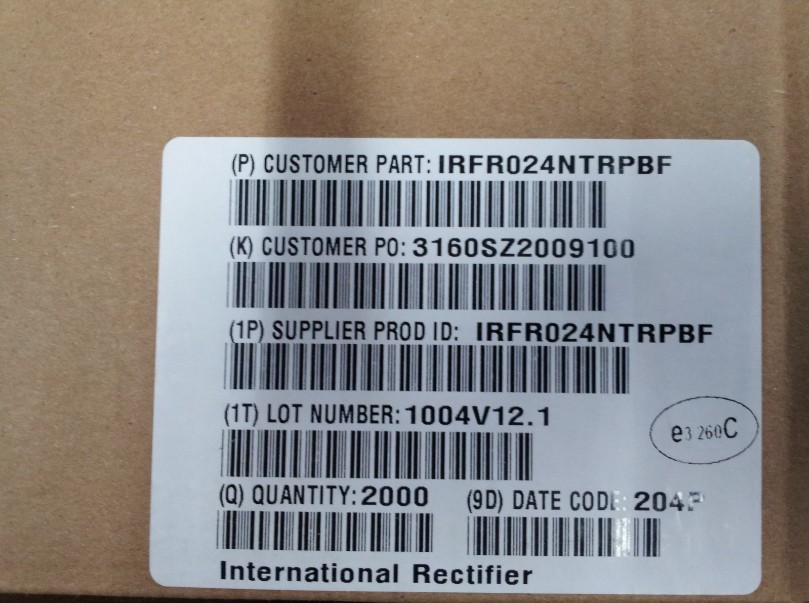 (P) CUSTOMER PART: IRFR024NTRPBF
(K) CUSTOMER PO: 3160SZ2009100
(1P) SUPPLIER PROD ID: IRFR024NTRPBF
(1T) LOT NUMBER: 1004V12.1
e3 260C
(Q) QUANTITY: 2000 (9D) DATE CODE: 204P
International Rectifier